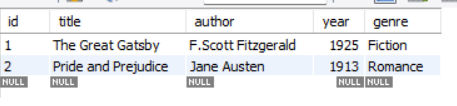 id title author year genre
1 The Great Gatsby F.Scott Fitzgerald 1925 Fiction
2 Pride and Prejudice Jane Austen 1913 Romance
NULL NULL NULL NULL NULL